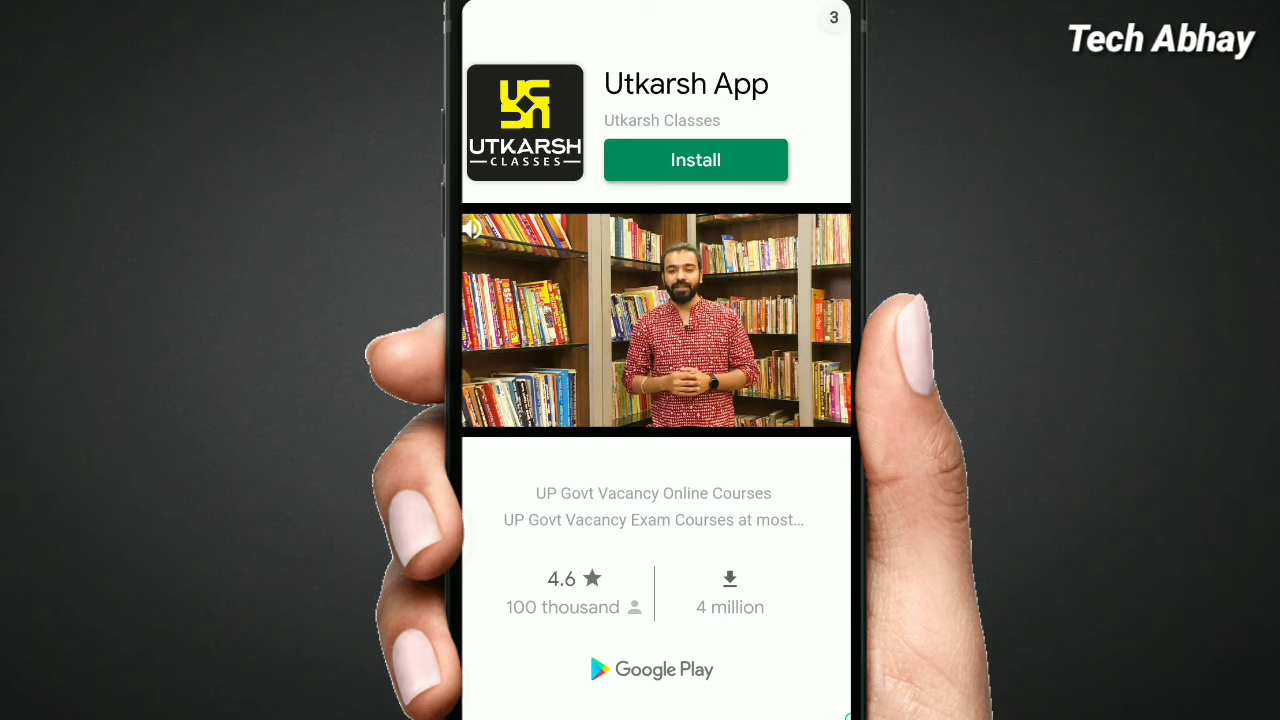 3
Tech Abhay
Utkarsh App
Utkarsh Classes
Install
UTKARSH
CLASSES
UP Govt Vacancy Online Courses
UP Govt Vacancy Exam Courses at most...
4.6
100 thousand
4 million
Google Play